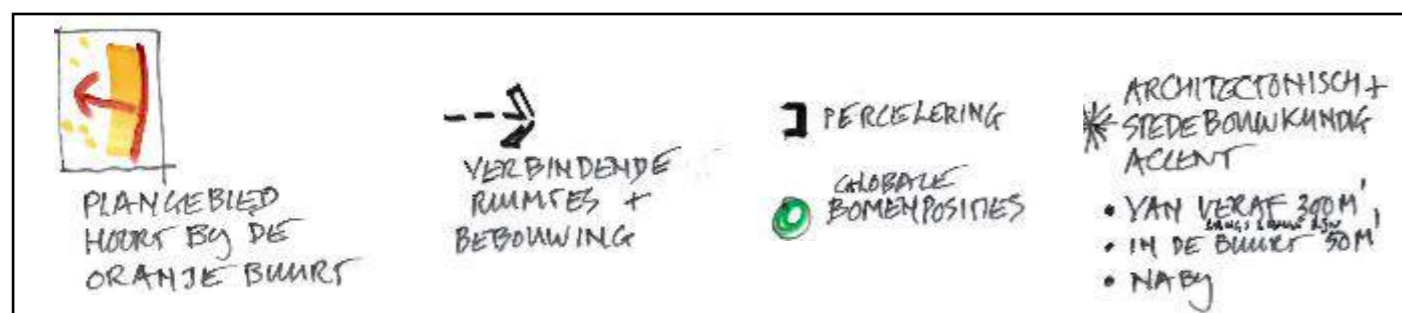 PLANGEBIED
HOORT BY DE
ORANJE BUURT
VERBINDENDE
RUIMTES +
BEBOUWING
PERCELERING
GLOBALE
BOMENPOSITIES
ARCHITECTONISCH +
STEDEBOUWKUNDIG
ACCENT
• VAN VERAF 300M'
LANGS
• IN DE BUURT 50M'
• NABY